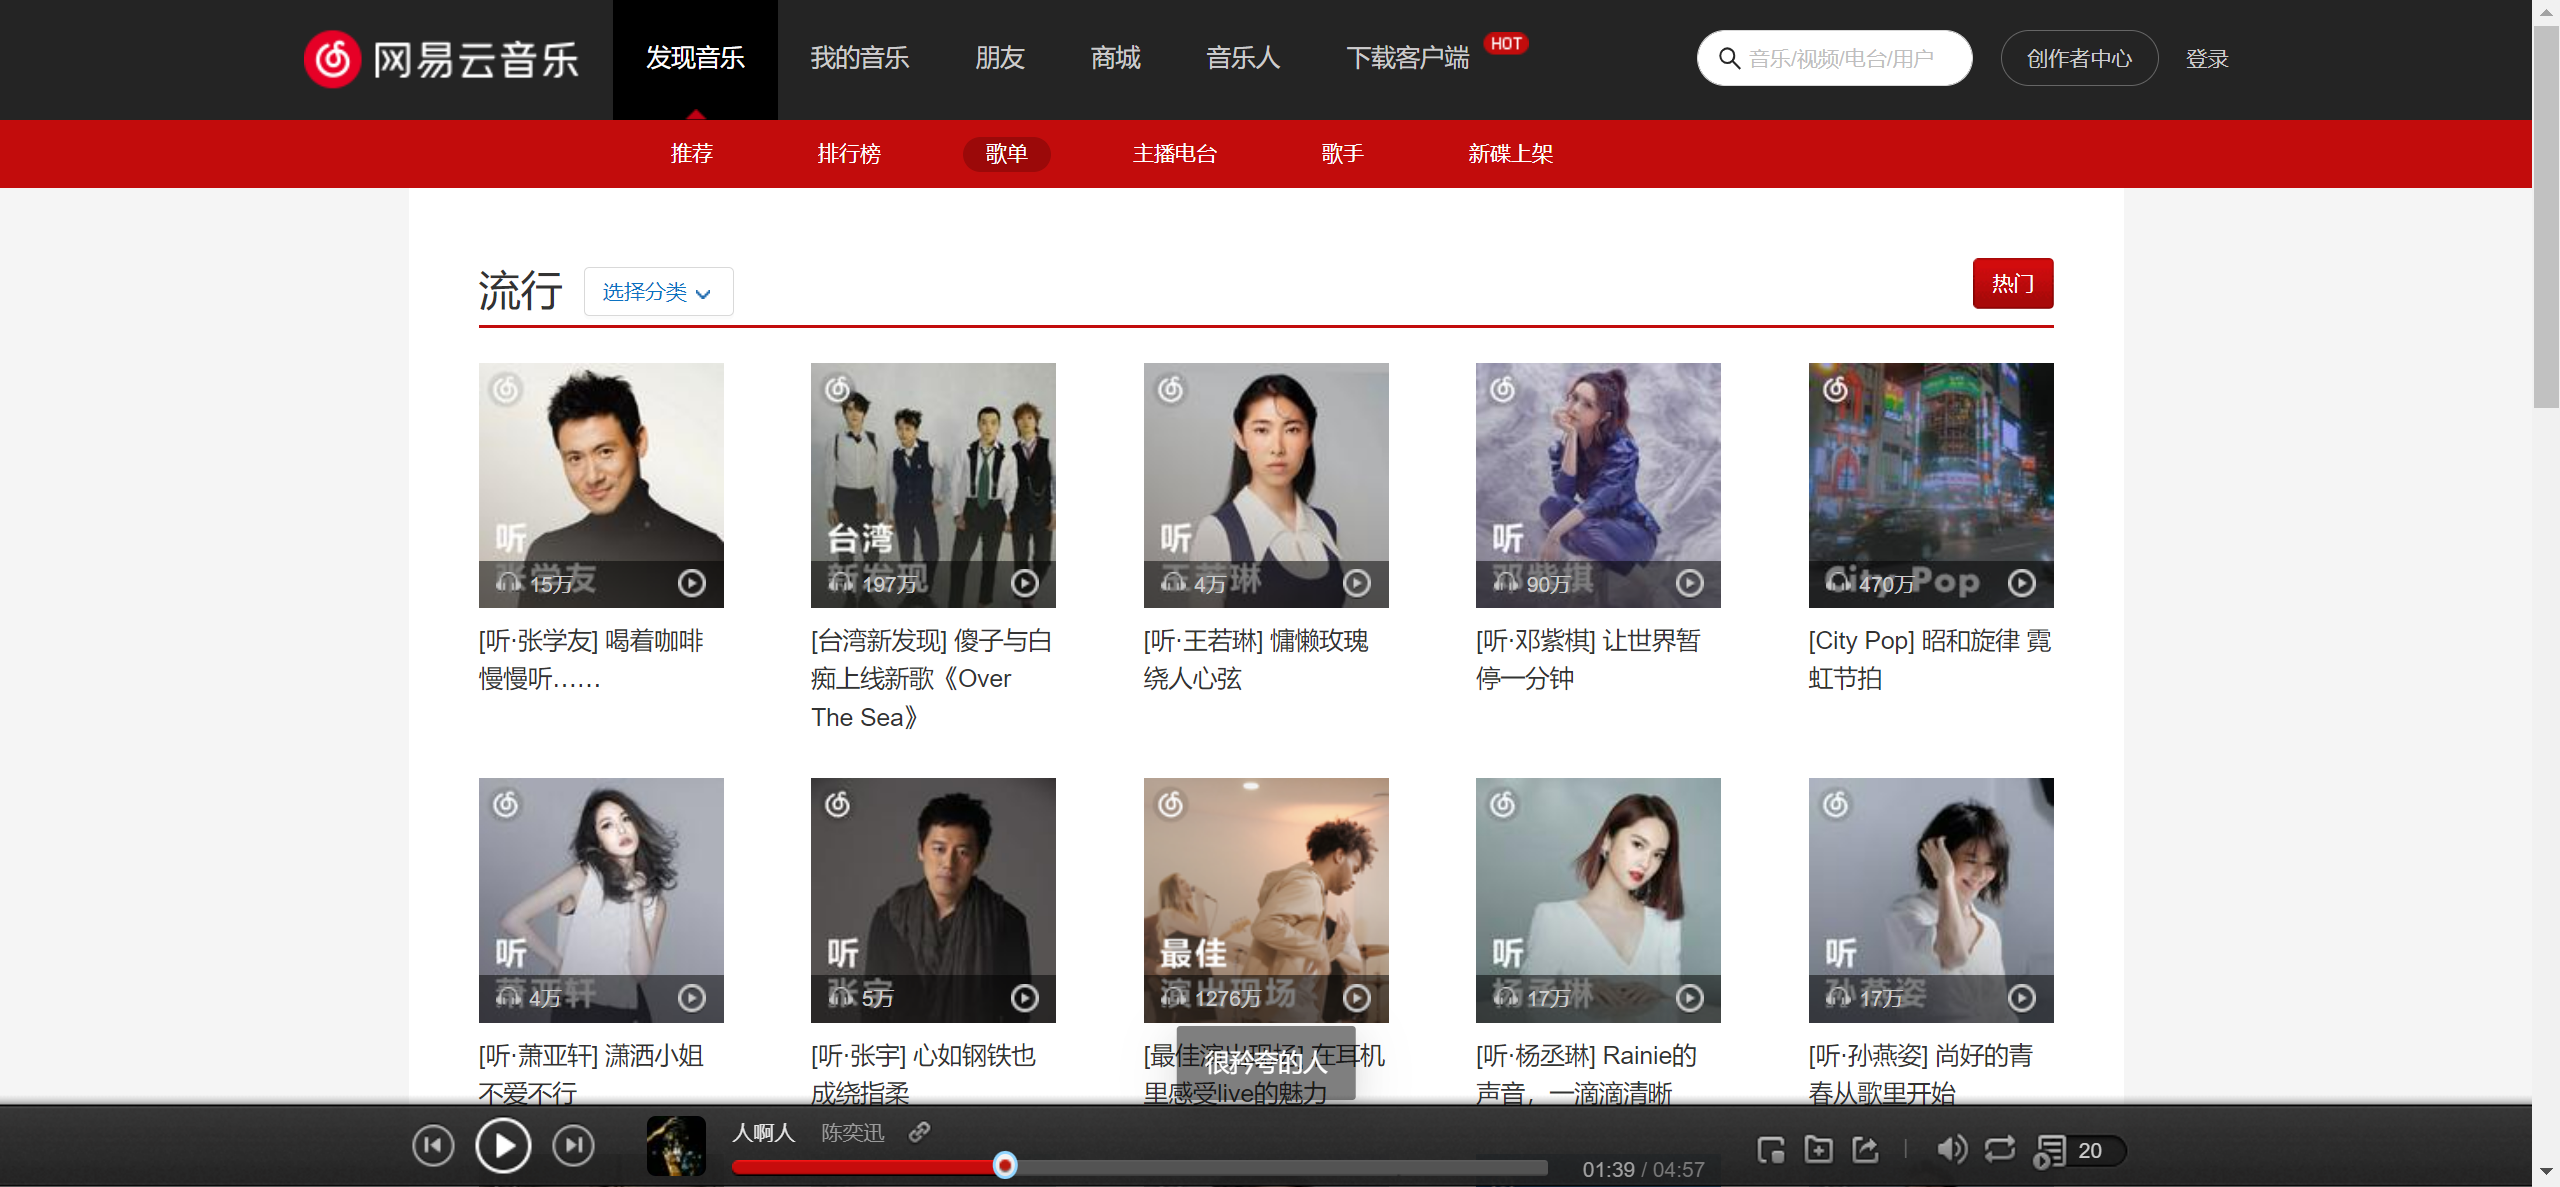 网易云音乐 发现音乐 我的音乐 朋友 商城 音乐人 下载客户端 HOT 音乐/视频/电台/用户 创作者中心 登录
推荐 排行榜 歌单 主播电台 歌手 新碟上架
流行 选择分类 热门
听 台湾 听 听 City Pop
张学友 新发现 王若琳 邓紫棋
15万 197万 4万 90万 470万
[听·张学友] 喝着咖啡
慢慢听……
[台湾新发现] 傻子与白
痴上线新歌《Over
The Sea》
[听·王若琳] 慵懒玫瑰
绕人心弦
[听·邓紫棋] 让世界暂
停一分钟
[City Pop] 昭和旋律 霓
虹节拍
听 听 最佳 听 听
萧亚轩 张宇 演出现场 杨丞琳 孙燕姿
4万 5万 1276万 17万 17万
[听·萧亚轩] 潇洒小姐
不爱不行
[听·张宇] 心如钢铁也
成绕指柔
[最佳演出现场] 在耳机
里感受live的魅力
[听·杨丞琳] Rainie的
声音，一滴滴清晰
[听·孙燕姿] 尚好的青
春从歌里开始
很矜夸的人
人啊人 陈奕迅
01:39 / 04:57
20